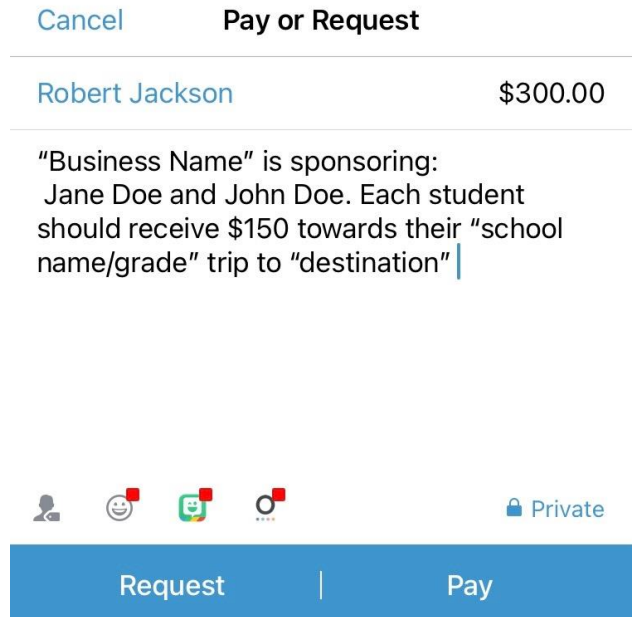 Cancel Pay or Request
Robert Jackson $300.00
“Business Name” is sponsoring:
Jane Doe and John Doe. Each student
should receive $150 towards their “school
name/grade” trip to “destination”
Private
Request | Pay